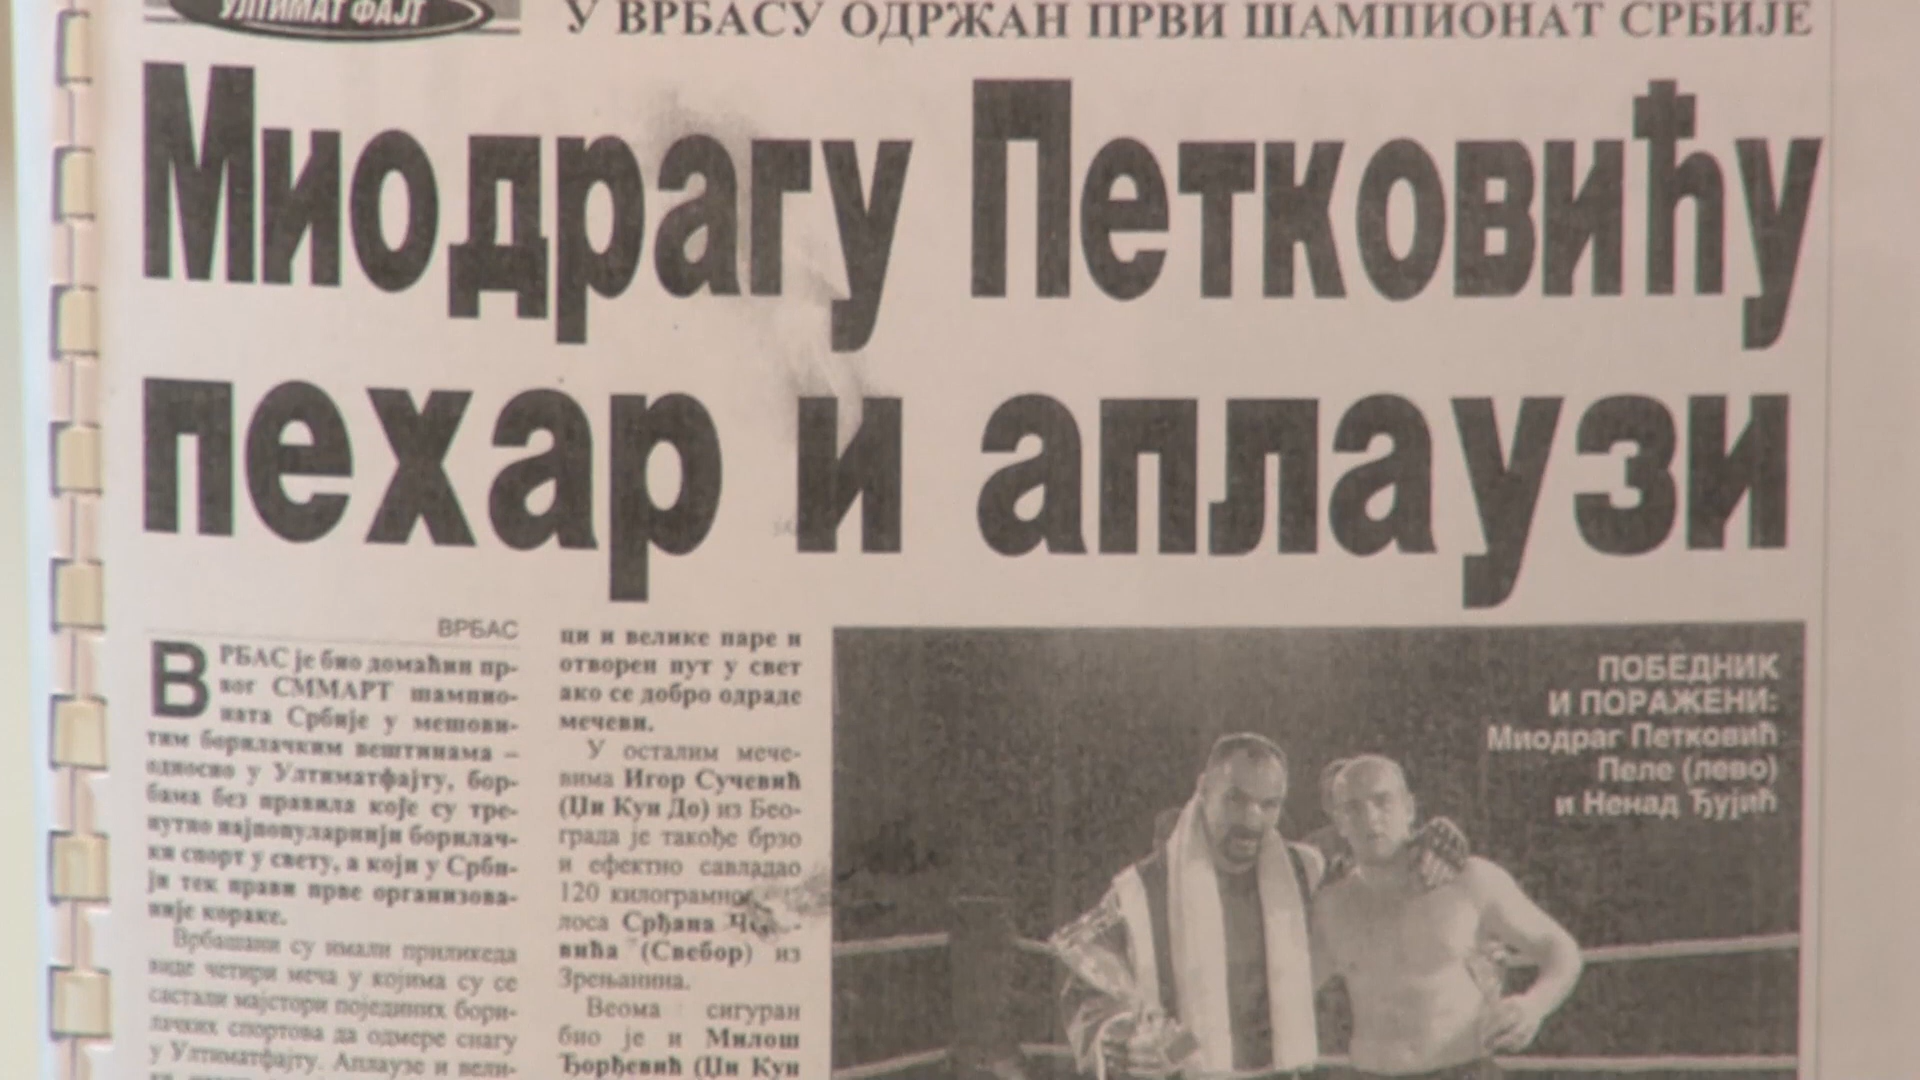 УЛТИМАТ ФАЈТ
У ВРБАСУ ОДРЖАН ПРВИ ШАМПИОНАТ СРБИЈЕ
Миодрагу Петковићу
пехар и аплаузи
ВРБАС
ВРБАС је био домаћин пр-
вог СММАРТ шампио-
ната Србије у мешови-
тим борилачким вештинама –
односно у Ултиматфајту, бор-
бама без правила које су тре-
нутно најпопуларнији борилач-
ки спорт у свету, а који у Срби-
ји тек прави прве организова-
није кораке.
Врбашани су имали приликеда
виде четири меча у којима су се
састали мајстори појединих бори-
лачких спортова да одмере снагу
у Ултиматфајту. Аплаузе и вели-
ци и велике паре и
отворен пут у свет
ако се добро одраде
мечеви.
У осталим мече-
вима Игор Сучевић
(Џи Кун До) из Бео-
града је такође брзо
и ефектно савладао
120 килограмног
лоса Срђана
вића (Свебор) из
Зрењанина.
Веома сигуран
био је и Милош
Ђорђевић (Џи Кун
ПОБЕДНИК
И ПОРАЖЕНИ:
Миодраг Петковић
Пеле (лево)
и Ненад Ђујић